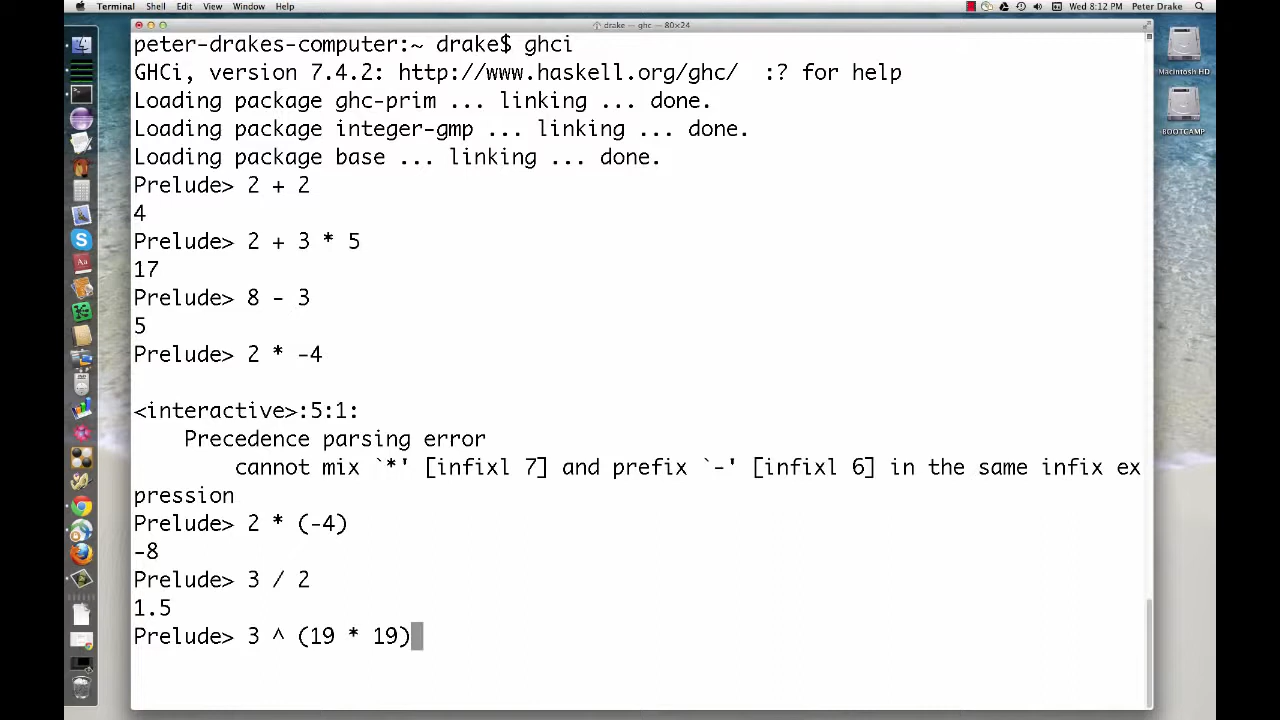 Terminal Shell Edit View Window Help Wed 8:12 PM Peter Drake
drake — ghc — 80×24
peter-drakes-computer:~ drake$ ghci
GHCi, version 7.4.2: http://www.haskell.org/ghc/  :? for help
Loading package ghc-prim ... linking ... done.
Loading package integer-gmp ... linking ... done.
Loading package base ... linking ... done.
Prelude> 2 + 2
4
Prelude> 2 + 3 * 5
17
Prelude> 8 - 3
5
Prelude> 2 * -4
<interactive>:5:1:
    Precedence parsing error
        cannot mix `*' [infixl 7] and prefix `-' [infixl 6] in the same infix ex
pression
Prelude> 2 * (-4)
-8
Prelude> 3 / 2
1.5
Prelude> 3 ^ (19 * 19)
Macintosh HD
BOOTCAMP